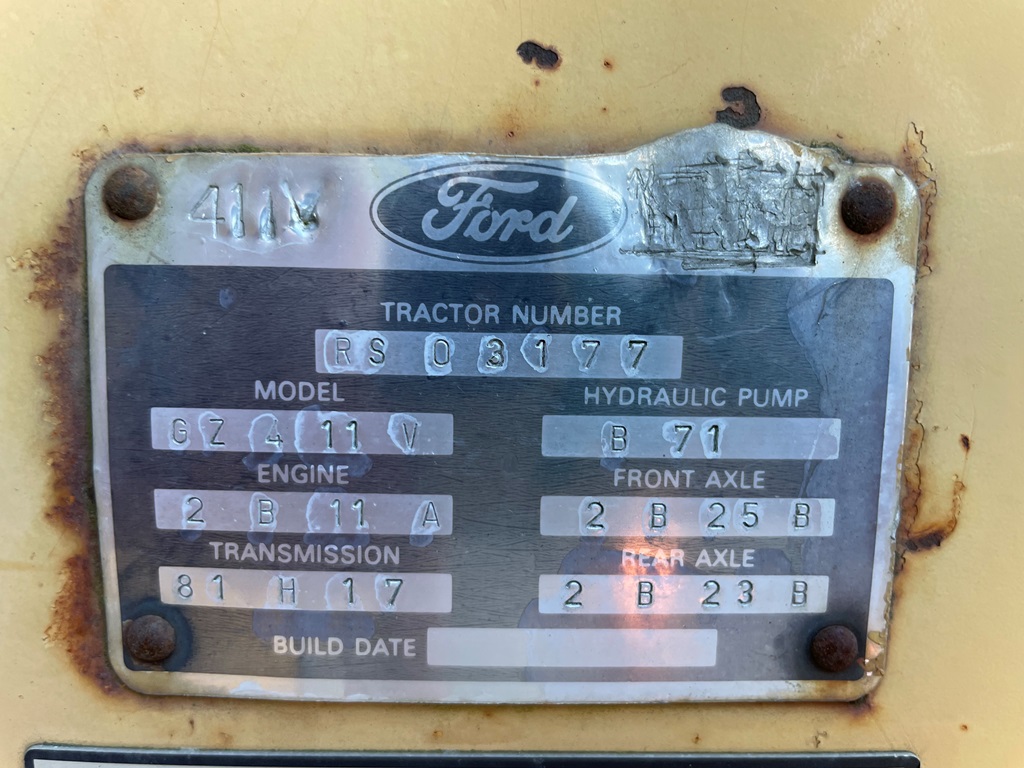 411V Ford
TRACTOR NUMBER
RS 03177
MODEL HYDRAULIC PUMP
GZ 4 11 V B 71
ENGINE FRONT AXLE
2 B 11 A 2 B 25 B
TRANSMISSION REAR AXLE
81 H 17 2 B 23 B
BUILD DATE